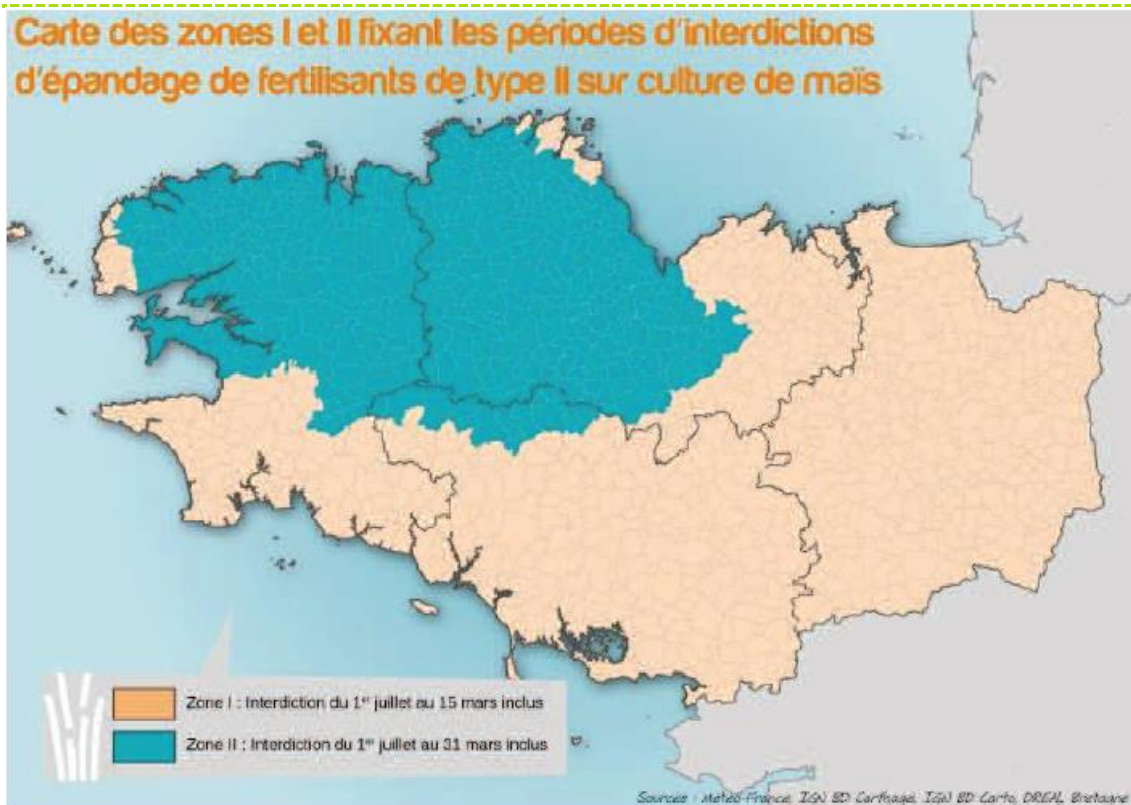 Carte des zones I et II fixant les périodes d'interdictions
d'épandage de fertilisants de type II sur culture de maïs
Zone I : Interdiction du 1er juillet au 15 mars inclus
Zone II : Interdiction du 1er juillet au 31 mars inclus
Sources : Météo-France, IGN BD Carthage, IGN BD Carto, DREAL Bretagne